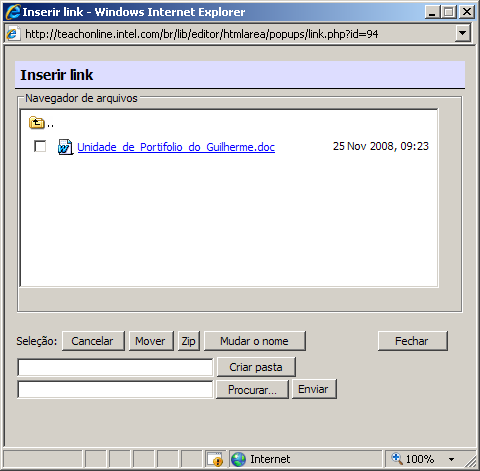 Inserir link - Windows Internet Explorer
http://teachonline.intel.com/br/lib/editor/htmlarea/popups/link.php?id=94
Inserir link
Navegador de arquivos
..
Unidade_de_Portifolio_do_Guilherme.doc 25 Nov 2008, 09:23
Seleção: Cancelar Mover Zip Mudar o nome Fechar
Criar pasta
Procurar... Enviar
Internet 100%